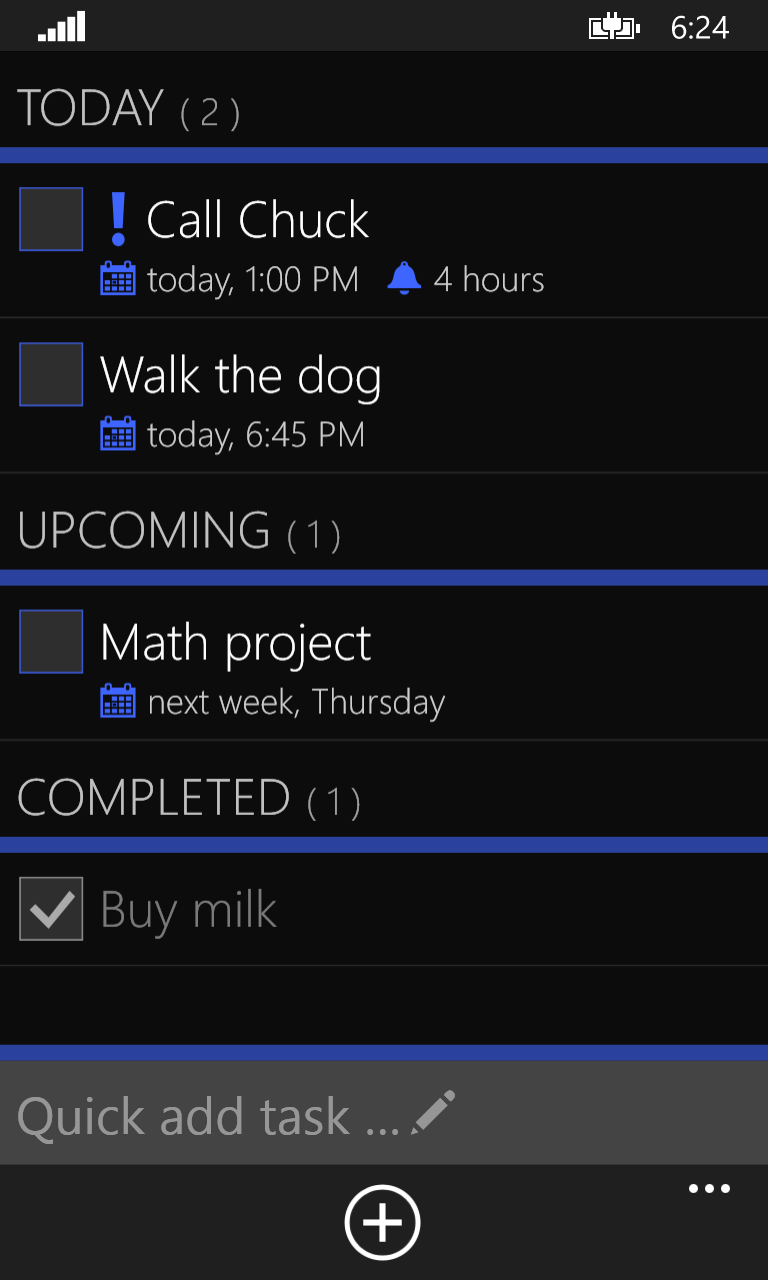 6:24
TODAY ( 2 )
! Call Chuck
today, 1:00 PM 4 hours
Walk the dog
today, 6:45 PM
UPCOMING ( 1 )
Math project
next week, Thursday
COMPLETED ( 1 )
Buy milk
Quick add task ...